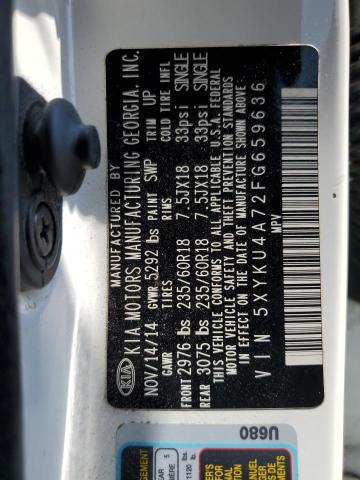 MANUFACTURED BY
KIA KIA MOTORS MANUFACTURING GEORGIA, INC.
NOV/14/14 GVWR 5292 lbs PAINT SWP TRIM UP
GAWR TIRES RIMS COLD TIRE INFL
FRONT 2976 lbs 235/60R18 7.5JX18 33psi SINGLE
REAR 3075 lbs 235/60R18 7.5JX18 33psi SINGLE
THIS VEHICLE CONFORMS TO ALL APPLICABLE U.S.A. FEDERAL
MOTOR VEHICLE SAFETY AND THEFT PREVENTION STANDARDS
IN EFFECT ON THE DATE OF MANUFACTURE SHOWN ABOVE.
VIN 5XYKU4A72FG659636
MPV
U680